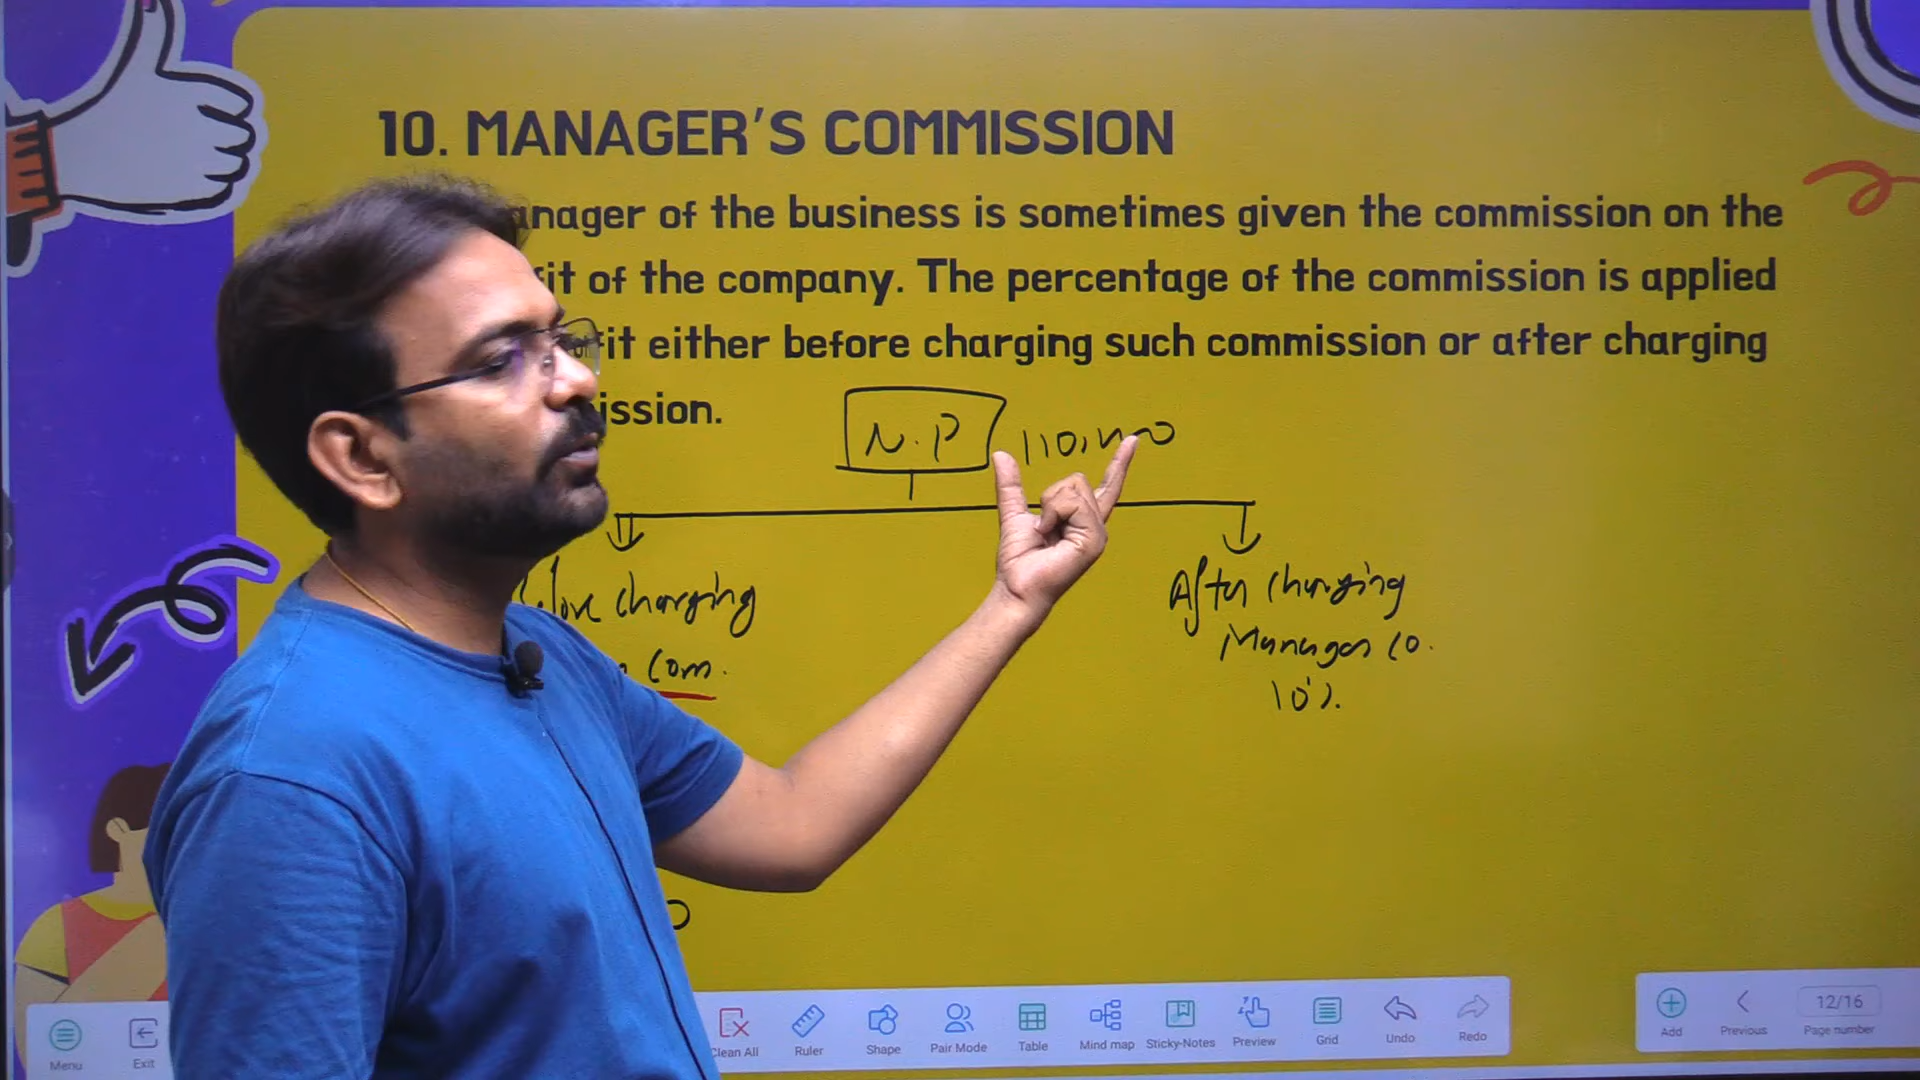 10. MANAGER'S COMMISSION
anager of the business is sometimes given the commission on the
fit of the company. The percentage of the commission is applied
fit either before charging such commission or after charging
ission.
N.P 110,000
charging
com.
After charging
Manager co.
10%.
0
Menu
Exit
Clean All
Ruler
Shape
Pair Mode
Table
Mind map
Sticky-Notes
Preview
Grid
Undo
Redo
Add
Previous
12/16
Page number